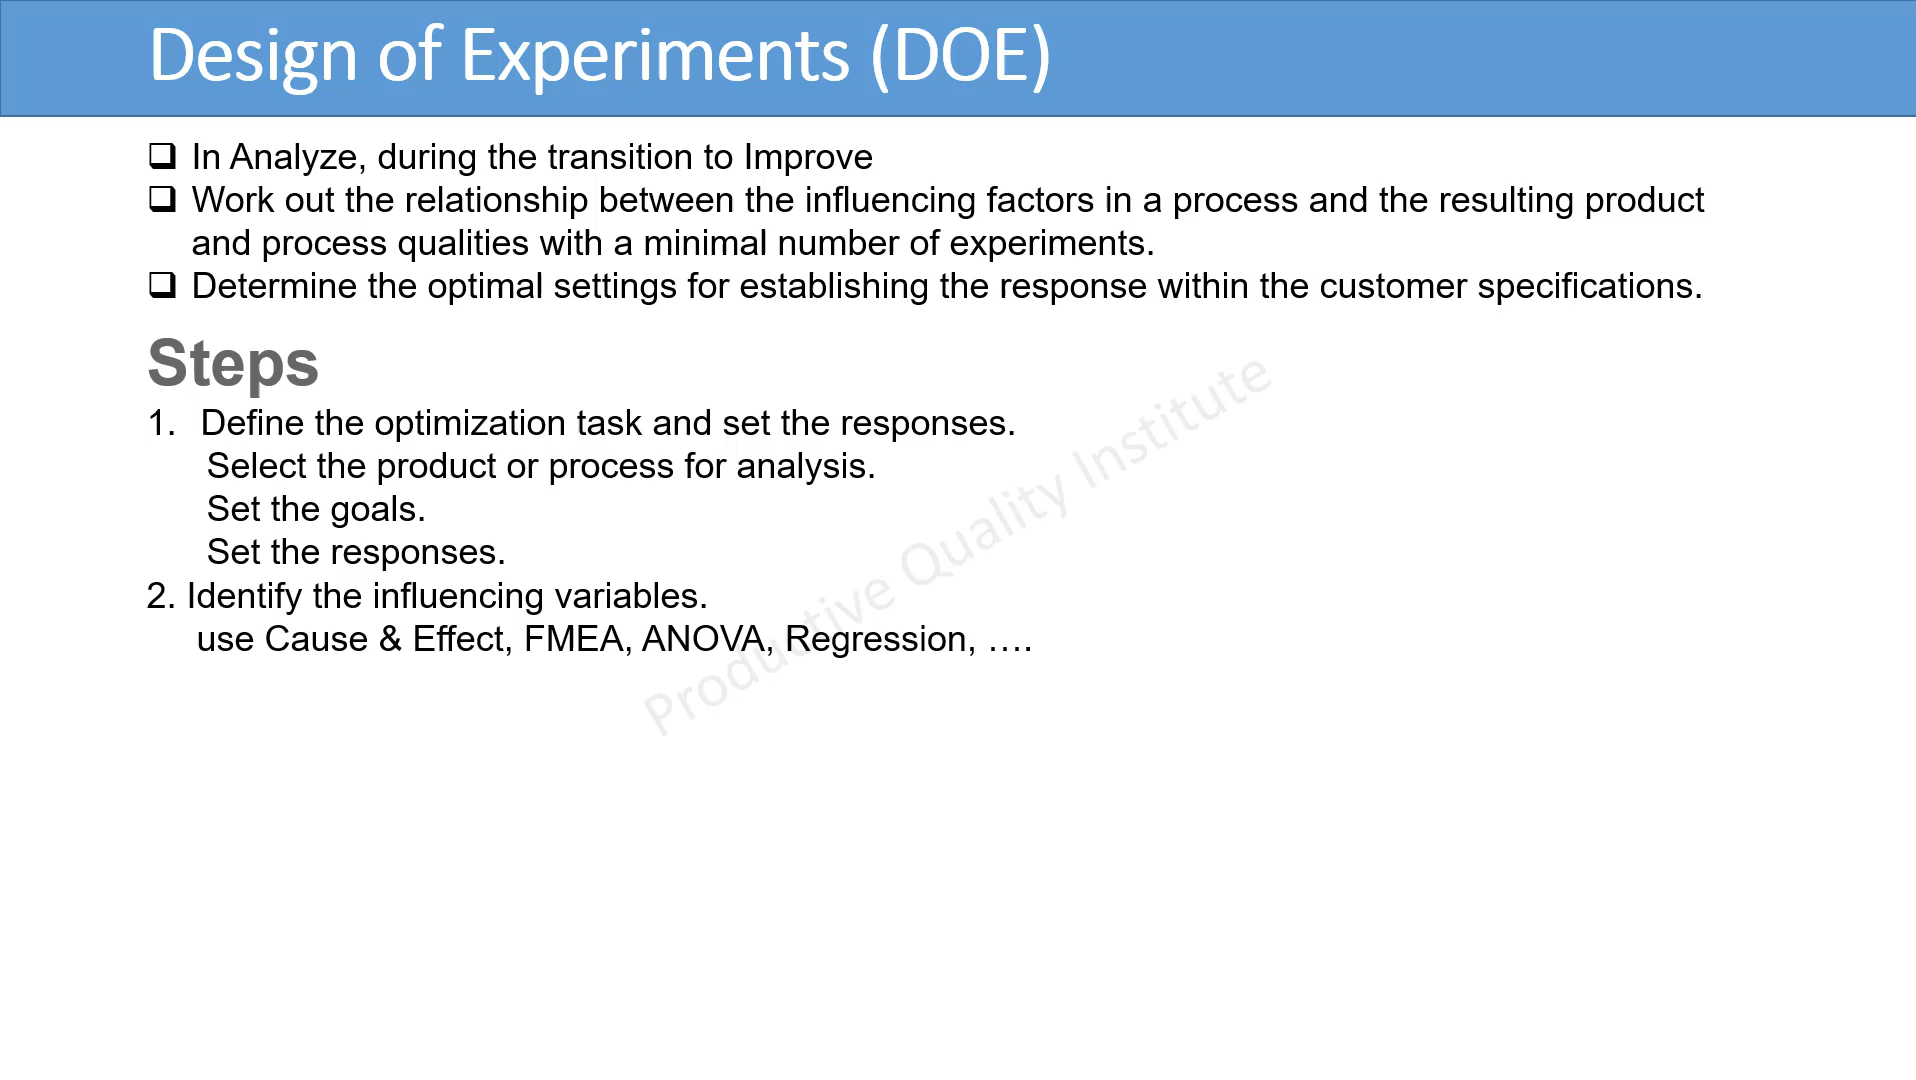 Design of Experiments (DOE)
In Analyze, during the transition to Improve
Work out the relationship between the influencing factors in a process and the resulting product
and process qualities with a minimal number of experiments.
Determine the optimal settings for establishing the response within the customer specifications.
Steps
1. Define the optimization task and set the responses.
Select the product or process for analysis.
Set the goals.
Set the responses.
2. Identify the influencing variables.
use Cause & Effect, FMEA, ANOVA, Regression, ….
Productive Quality Institute